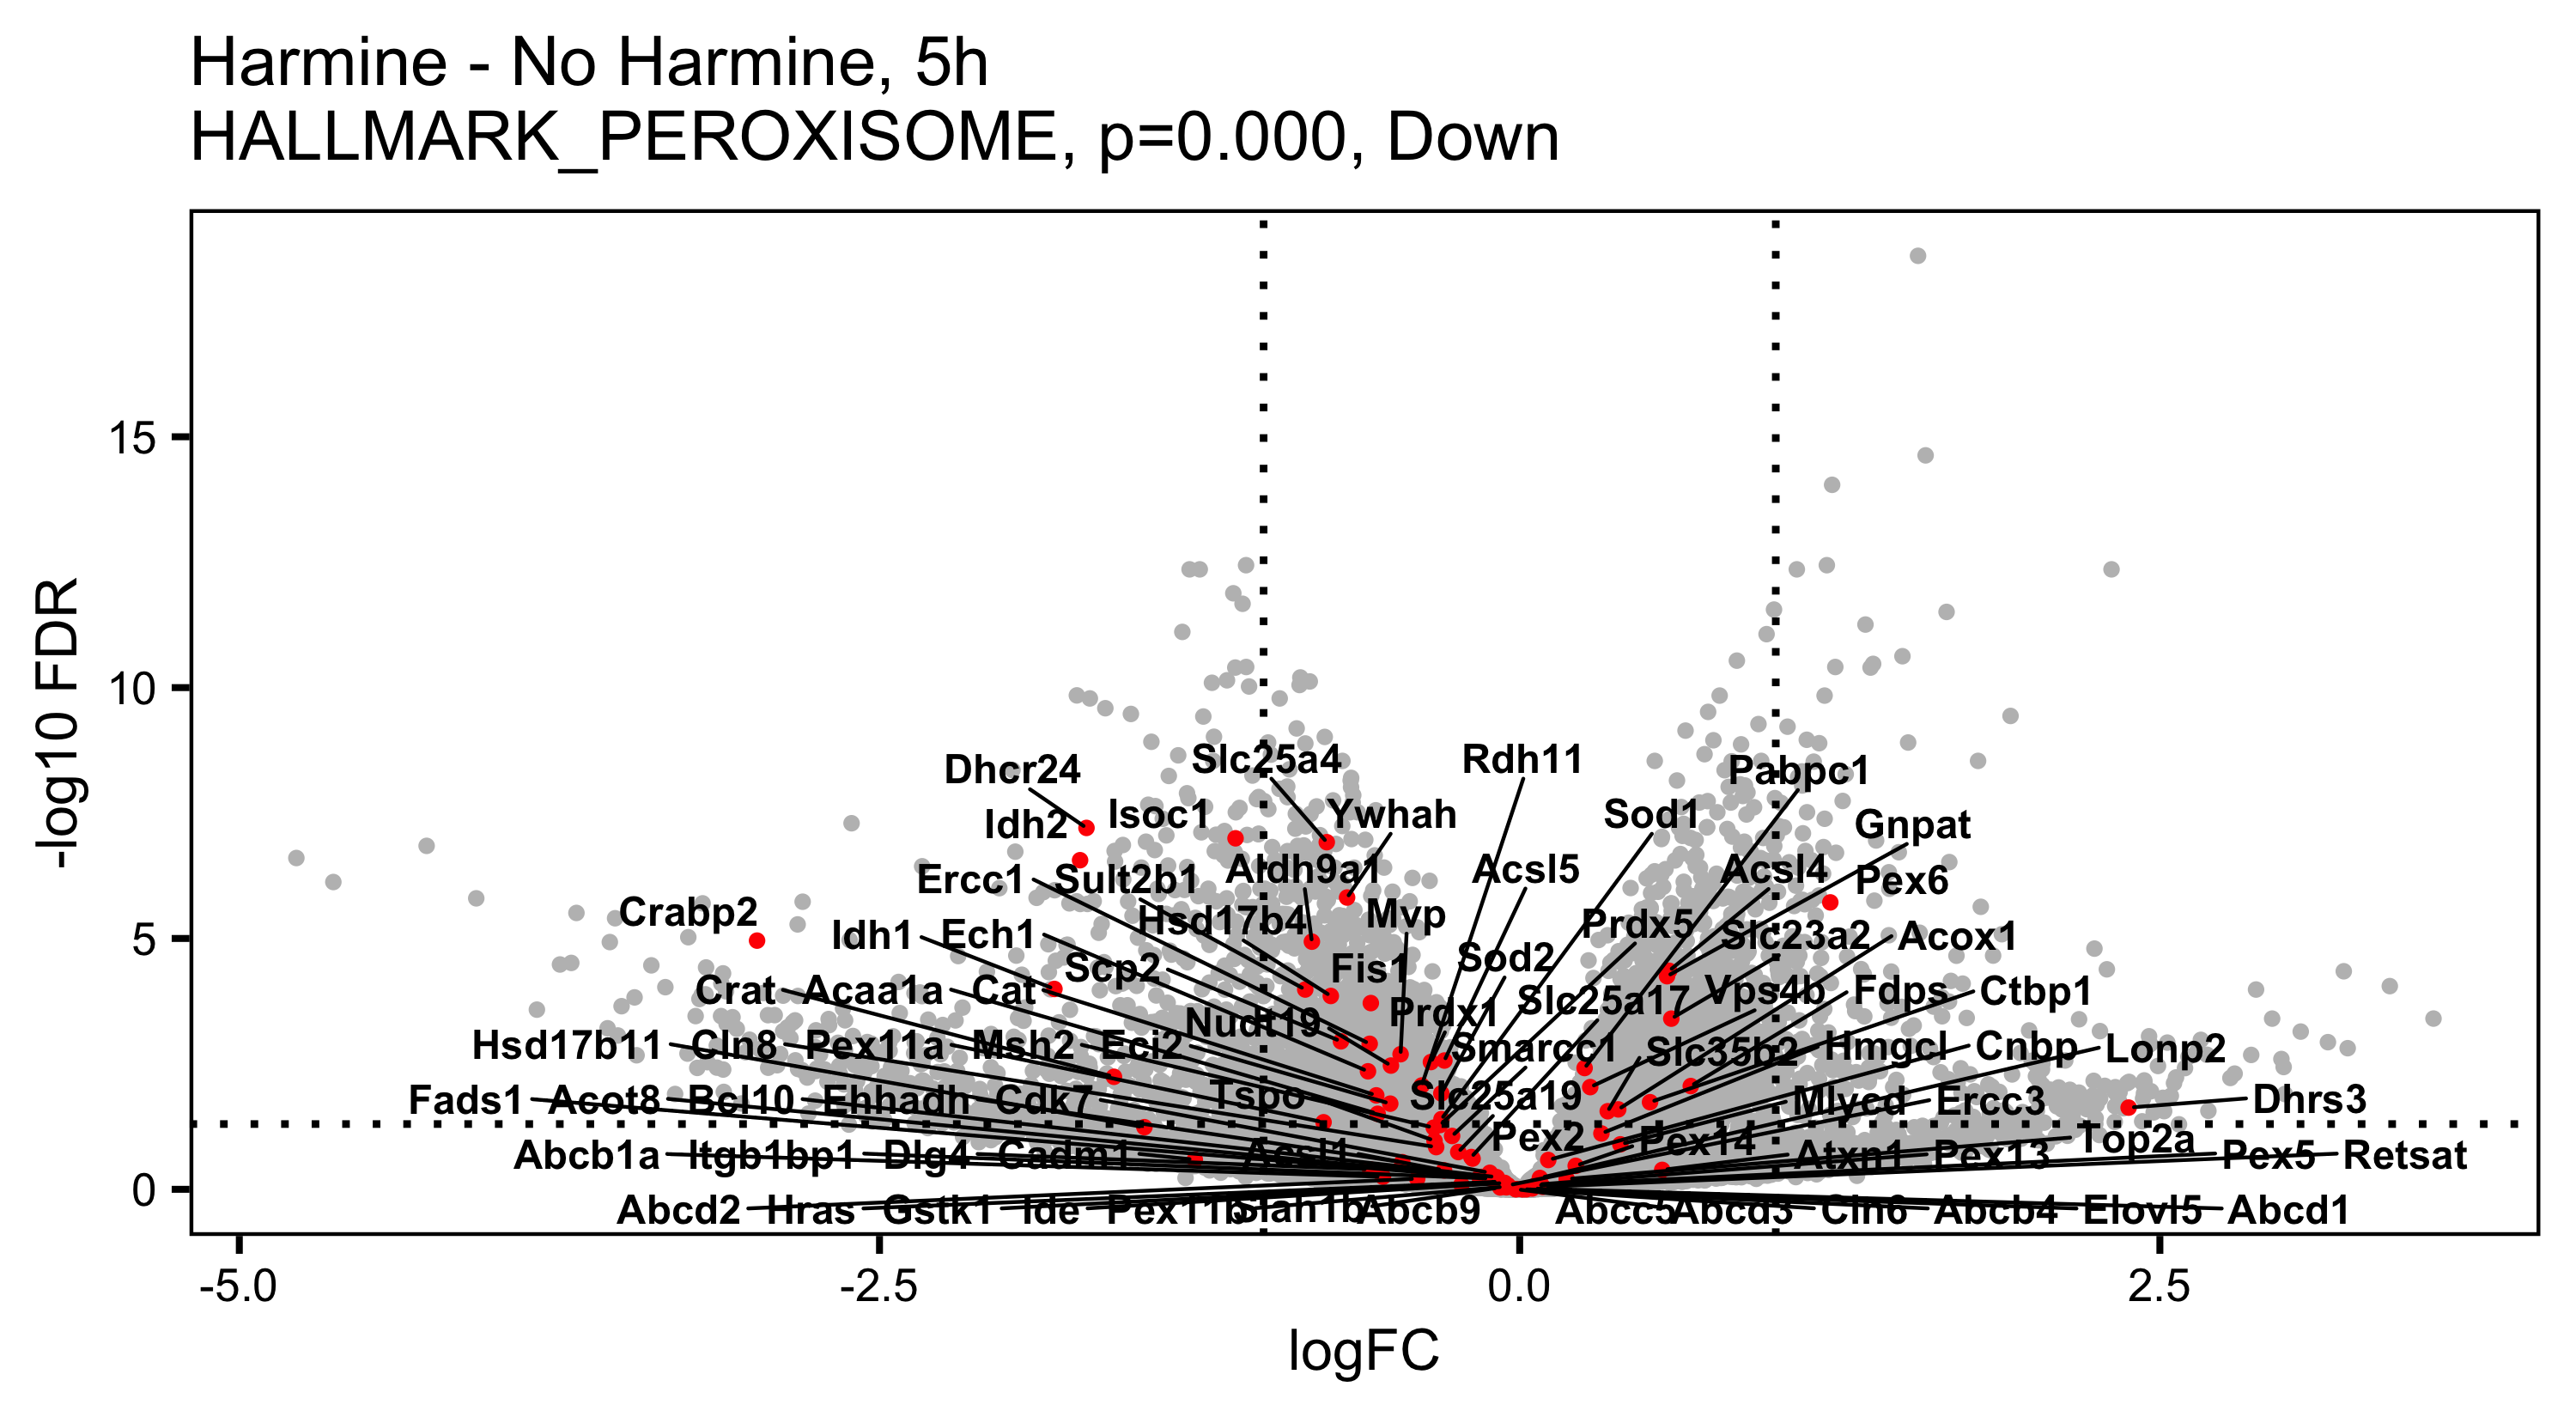 Harmine - No Harmine, 5h
HALLMARK_PEROXISOME, p=0.000, Down
-log10 FDR
15
10
5
0
Dhcr24 Slc25a4 Rdh11 Pabpc1
Idh2 Isoc1 Ywhah Sod1 Gnpat
Ercc1 Sult2b1 Aldh9a1 Acsl5 Acsl4 Pex6
Crabp2 Hsd17b4 Mvp Prdx5
Idh1 Ech1 Slc23a2 Acox1
Scp2 Fis1 Sod2
Crat Acaa1a Cat Slc25a17 Vps4b Fdps Ctbp1
Nudt19 Prdx1
Hsd17b11 Cln8 Pex11a Msh2 Eci2 Smarcc1 Slc35b2 Hmgcl Cnbp Lonp2
Fads1 Acot8 Bcl10 Ehhadh Cdk7 Tspo Slc25a19 Mlycd Ercc3 Dhrs3
Pex2 Pex14 Top2a
Abcb1a Itgb1bp1 Dlg4 Cadm1 Acsl1 Atxn1 Pex13 Pex5 Retsat
Abcd2 Hras Gstk1 Ide Pex11b Siah1b Abcb9 Abcc5 Abcd3 Cln6 Abcb4 Elovl5 Abcd1
-5.0 -2.5 0.0 2.5
logFC